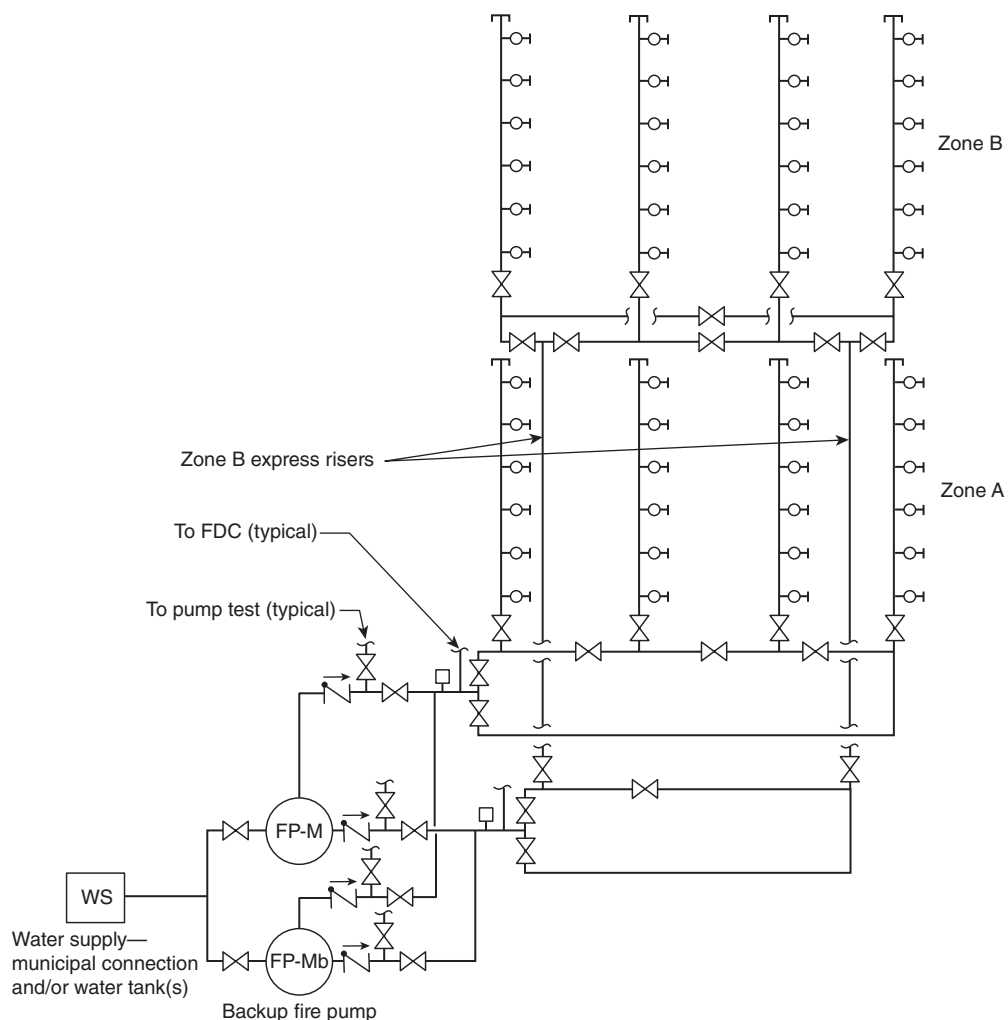 Zone B
Zone B express risers
Zone A
To FDC (typical)
To pump test (typical)
FP-M
WS
Water supply—
municipal connection
and/or water tank(s)
FP-Mb
Backup fire pump